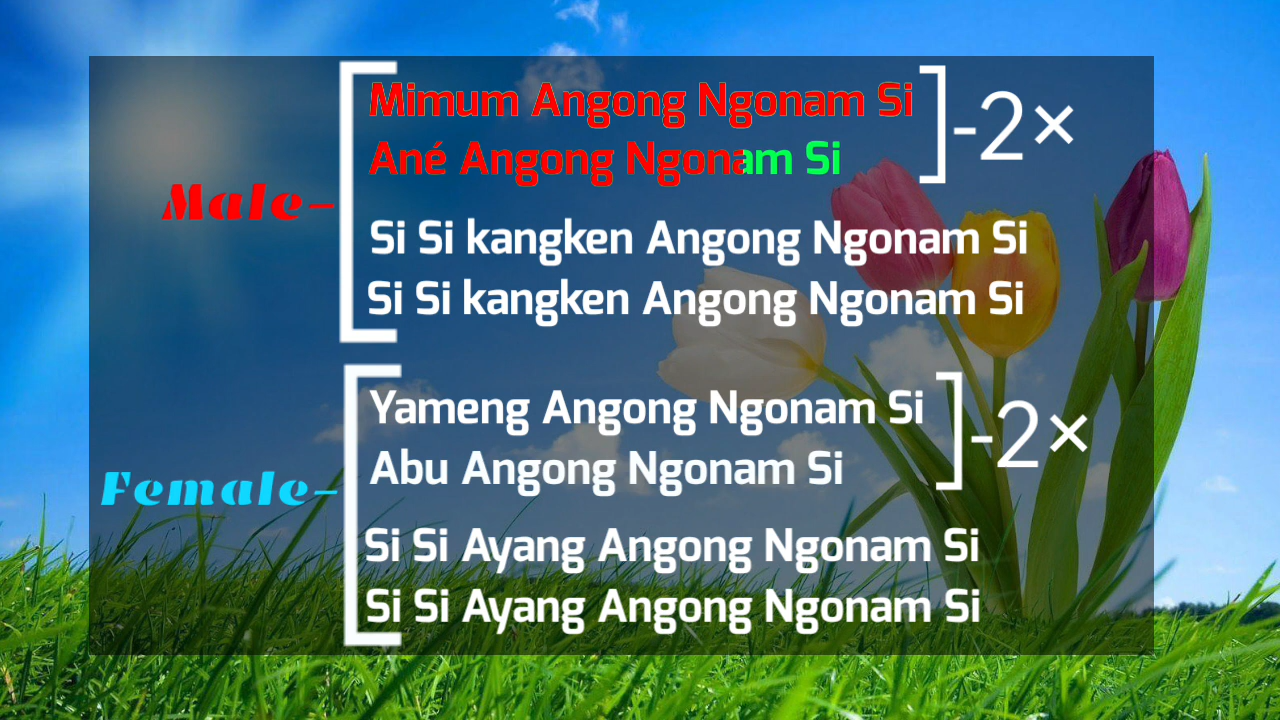 Mimum Angong Ngonam Si
Ané Angong Ngonam Si
-2×
Male-
Si Si kangken Angong Ngonam Si
Si Si kangken Angong Ngonam Si
Yameng Angong Ngonam Si
Abu Angong Ngonam Si
-2×
Female-
Si Si Ayang Angong Ngonam Si
Si Si Ayang Angong Ngonam Si